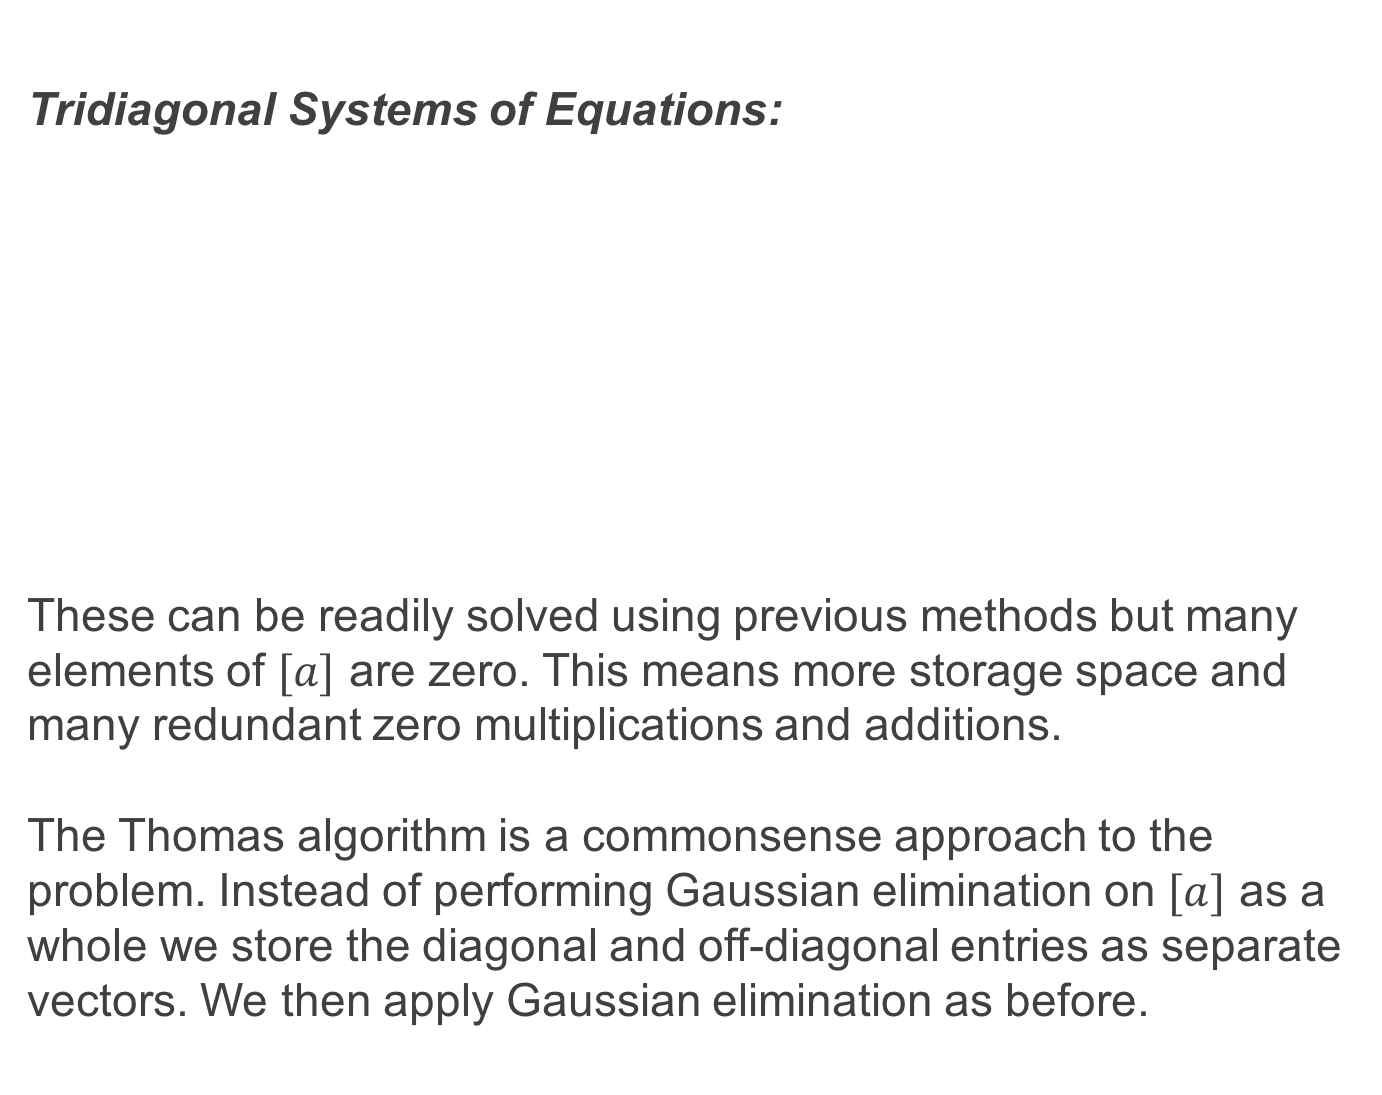 Tridiagonal Systems of Equations:
These can be readily solved using previous methods but many
elements of [a] are zero. This means more storage space and
many redundant zero multiplications and additions.
The Thomas algorithm is a commonsense approach to the
problem. Instead of performing Gaussian elimination on [a] as a
whole we store the diagonal and off-diagonal entries as separate
vectors. We then apply Gaussian elimination as before.